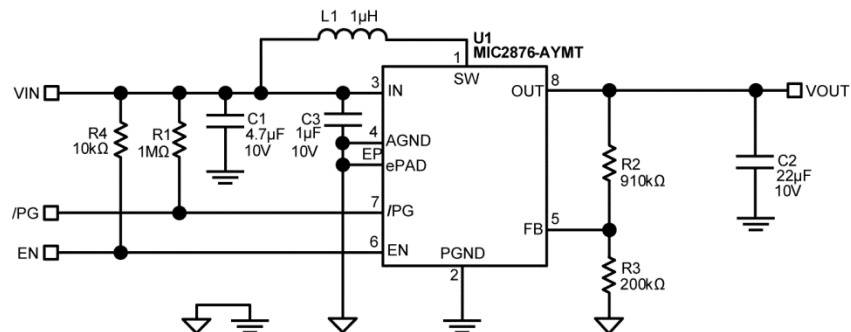 L1 1µH
U1
MIC2876-AYMT
1
SW
VIN
3
IN
8
OUT
VOUT
R4
10kΩ
R1
1MΩ
C1
4.7µF
10V
C3
1µF
10V
4
AGND
EP
ePAD
R2
910kΩ
C2
22µF
10V
/PG
7
/PG
5
FB
EN
6
EN
PGND
2
R3
200kΩ